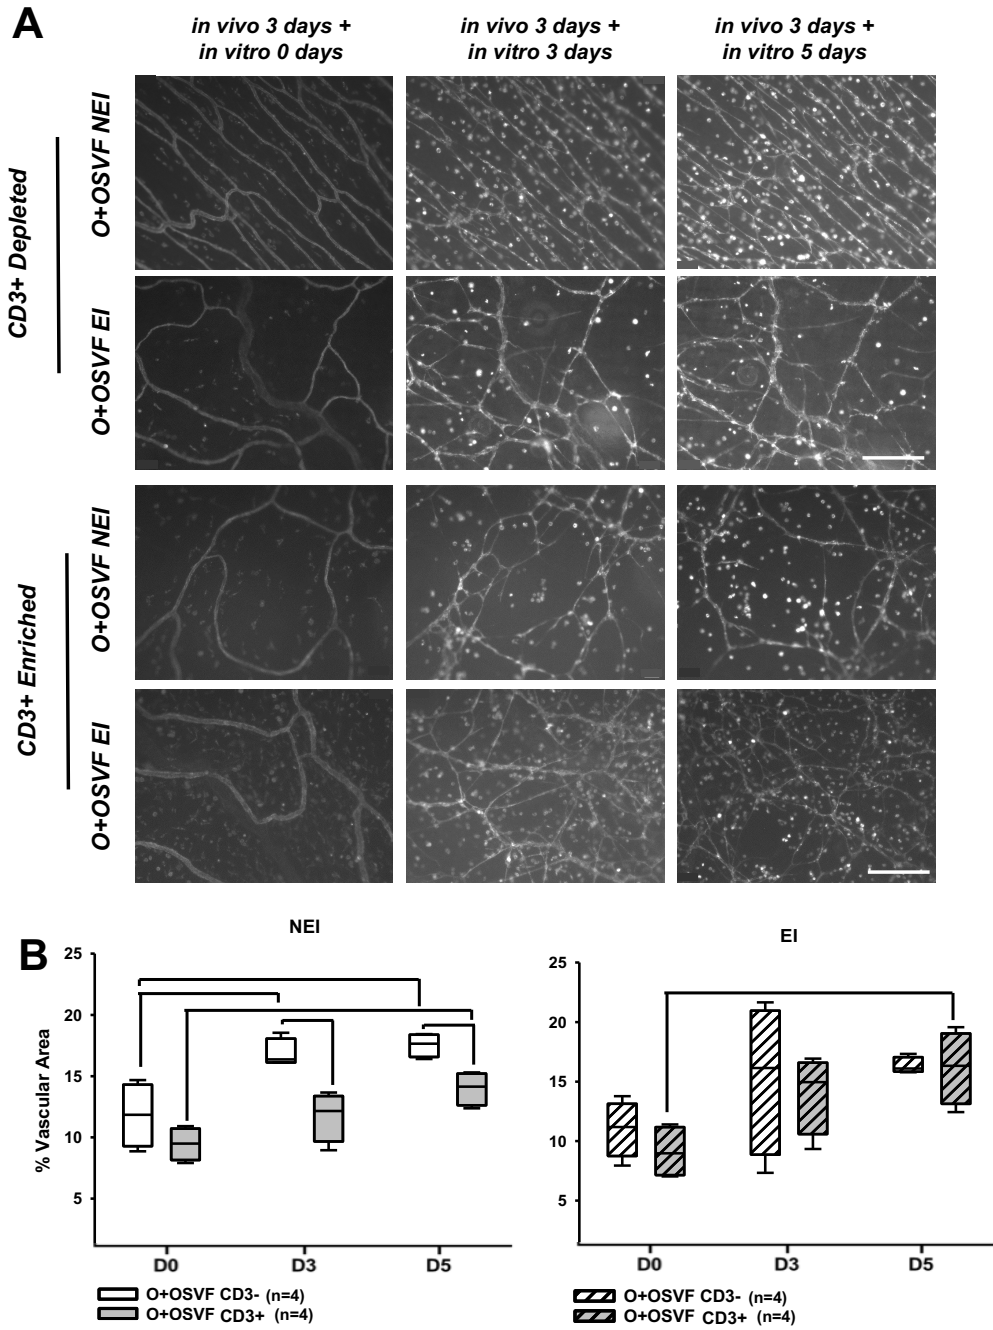 A
in vivo 3 days +
in vitro 0 days
in vivo 3 days +
in vitro 3 days
in vivo 3 days +
in vitro 5 days
CD3+ Depleted
O+OSVF NEI
O+OSVF EI
CD3+ Enriched
O+OSVF NEI
O+OSVF EI
B
NEI
% Vascular Area
25
20
15
10
5
D0
D3
D5
O+OSVF CD3- (n=4)
O+OSVF CD3+ (n=4)
EI
25
20
15
10
5
D0
D3
D5
O+OSVF CD3- (n=4)
O+OSVF CD3+ (n=4)